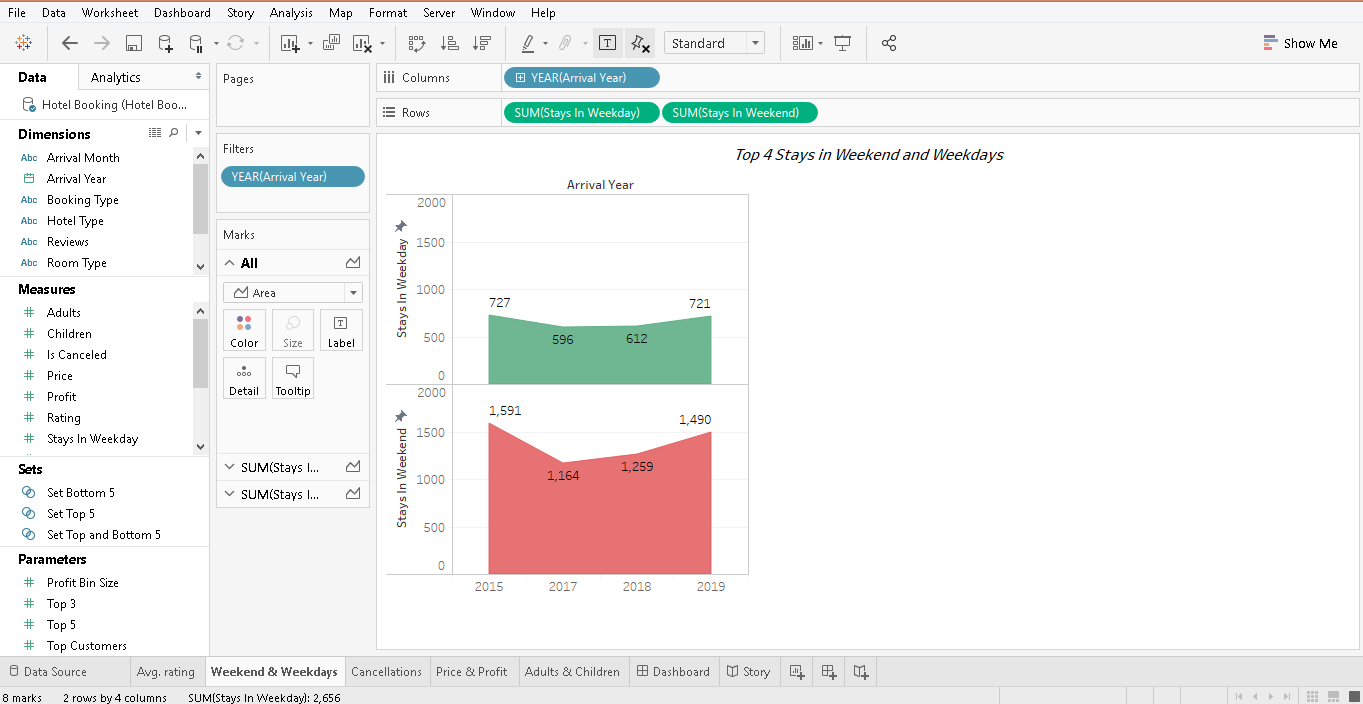 File Data Worksheet Dashboard Story Analysis Map Format Server Window Help
Standard
Show Me
Data Analytics
Hotel Booking (Hotel Boo...
Dimensions
Abc Arrival Month
Arrival Year
Abc Booking Type
Abc Hotel Type
Abc Reviews
Abc Room Type
Measures
Adults
Children
Is Canceled
Price
Profit
Rating
Stays In Weekday
Sets
Set Bottom 5
Set Top 5
Set Top and Bottom 5
Parameters
Profit Bin Size
Top 3
Top 5
Top Customers
Pages
Filters
YEAR(Arrival Year)
Marks
All
Area
Color Size Label
Detail Tooltip
SUM(Stays I...
SUM(Stays I...
Columns YEAR(Arrival Year)
Rows SUM(Stays In Weekday) SUM(Stays In Weekend)
Top 4 Stays in Weekend and Weekdays
Arrival Year
Stays In Weekday
2000
1500
1000
500
0
727 596 612 721
Stays In Weekend
2000
1500
1000
500
0
1,591 1,164 1,259 1,490
2015 2017 2018 2019
Data Source Avg. rating Weekend & Weekdays Cancellations Price & Profit Adults & Children Dashboard Story
8 marks 2 rows by 4 columns SUM(Stays In Weekday): 2,656